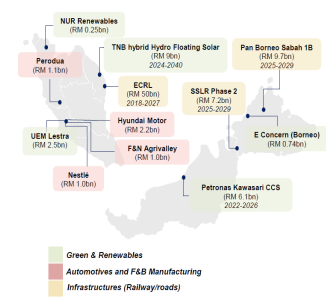 NUR Renewables
(RM 0.25bn)
TNB hybrid Hydro Floating Solar
(RM 9bn)
2024-2040
Pan Borneo Sabah 1B
(RM 9.7bn)
2025-2029
Perodua
(RM 1.1bn)
ECRL
(RM 50bn)
2018-2027
SSLR Phase 2
(RM 7.2bn)
2025-2029
Hyundai Motor
(RM 2.2bn)
UEM Lestra
(RM 2.5bn)
F&N Agrivalley
(RM 1.0bn)
E Concern (Borneo)
(RM 0.74bn)
Nestlé
(RM 1.0bn)
Petronas Kawasari CCS
(RM 6.1bn)
2022-2026
Green & Renewables
Automotives and F&B Manufacturing
Infrastructures (Railway/roads)